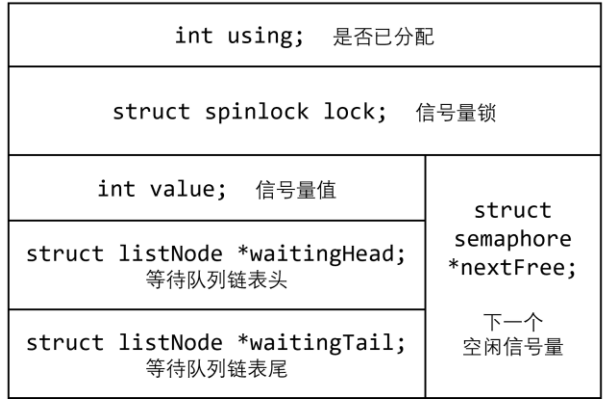 int using; 是否已分配
struct spinlock lock; 信号量锁
int value; 信号量值
struct listNode *waitingHead;
等待队列链表头
struct listNode *waitingTail;
等待队列链表尾
struct
semaphore
*nextFree;
下一个
空闲信号量